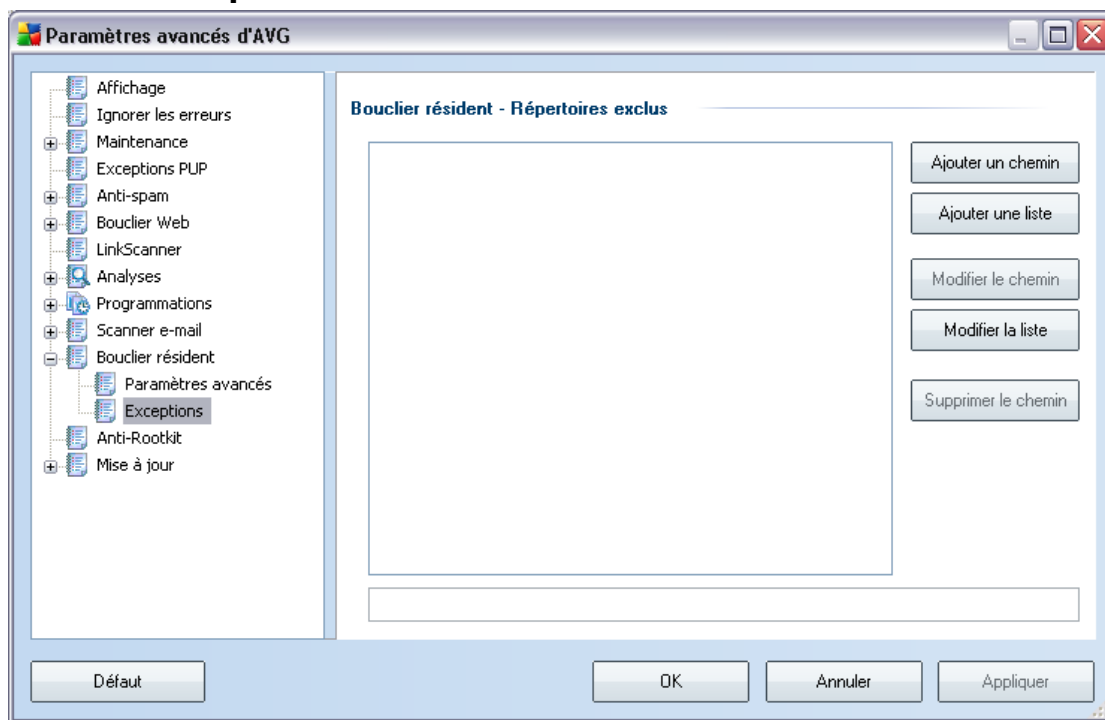 Paramètres avancés d'AVG
Affichage
Ignorer les erreurs
Maintenance
Exceptions PUP
Anti-spam
Bouclier Web
LinkScanner
Analyses
Programmations
Scanner e-mail
Bouclier résident
Paramètres avancés
Exceptions
Anti-Rootkit
Mise à jour
Bouclier résident - Répertoires exclus
Ajouter un chemin
Ajouter une liste
Modifier le chemin
Modifier la liste
Supprimer le chemin
Défaut
OK
Annuler
Appliquer